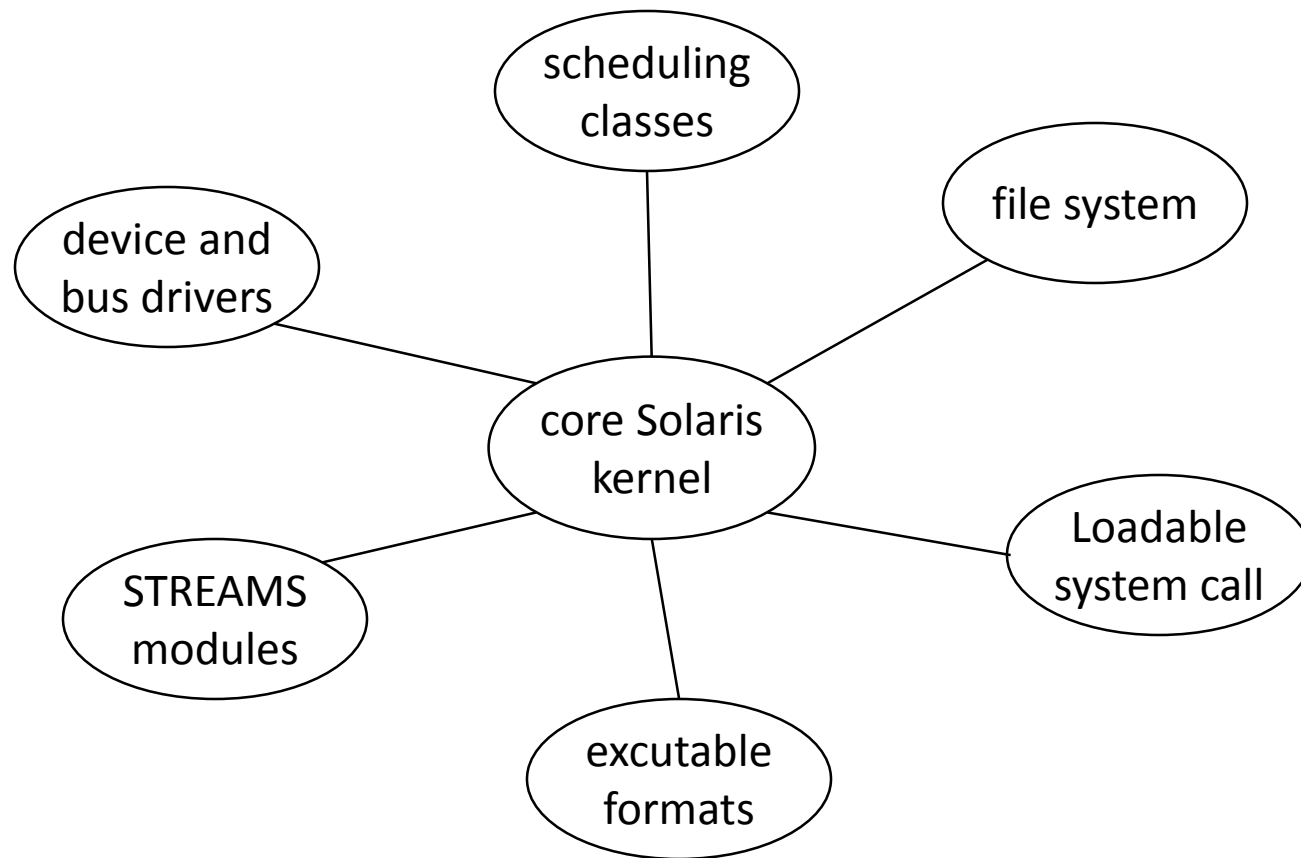 scheduling
classes
file system
device and
bus drivers
core Solaris
kernel
Loadable
system call
STREAMS
modules
excutable
formats